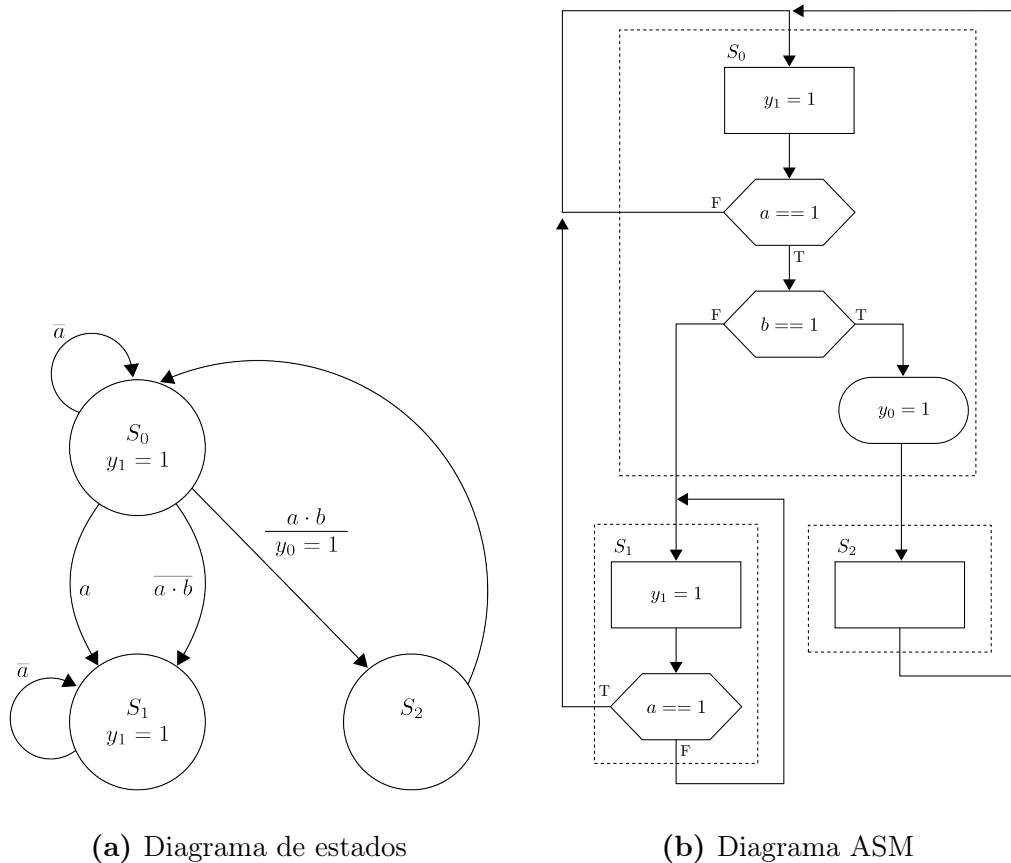 a̅
S₀
y₁ = 1
a · b
y₀ = 1
a
a · b (overline)
a̅
S₁
y₁ = 1
S₂
(a) Diagrama de estados
S₀
y₁ = 1
F
a == 1
T
F
b == 1
T
y₀ = 1
S₁
y₁ = 1
T
a == 1
F
S₂
(b) Diagrama ASM